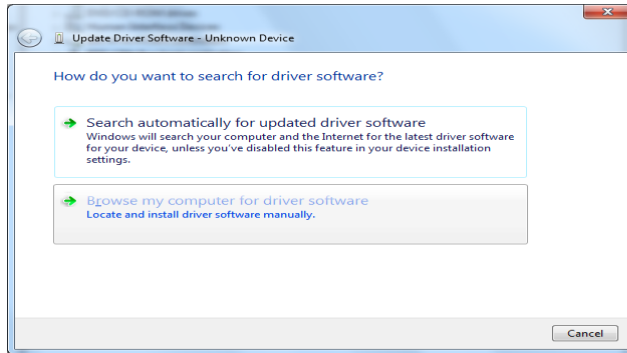 Update Driver Software - Unknown Device
How do you want to search for driver software?
Search automatically for updated driver software
Windows will search your computer and the Internet for the latest driver software
for your device, unless you've disabled this feature in your device installation
settings.
Browse my computer for driver software
Locate and install driver software manually.
Cancel